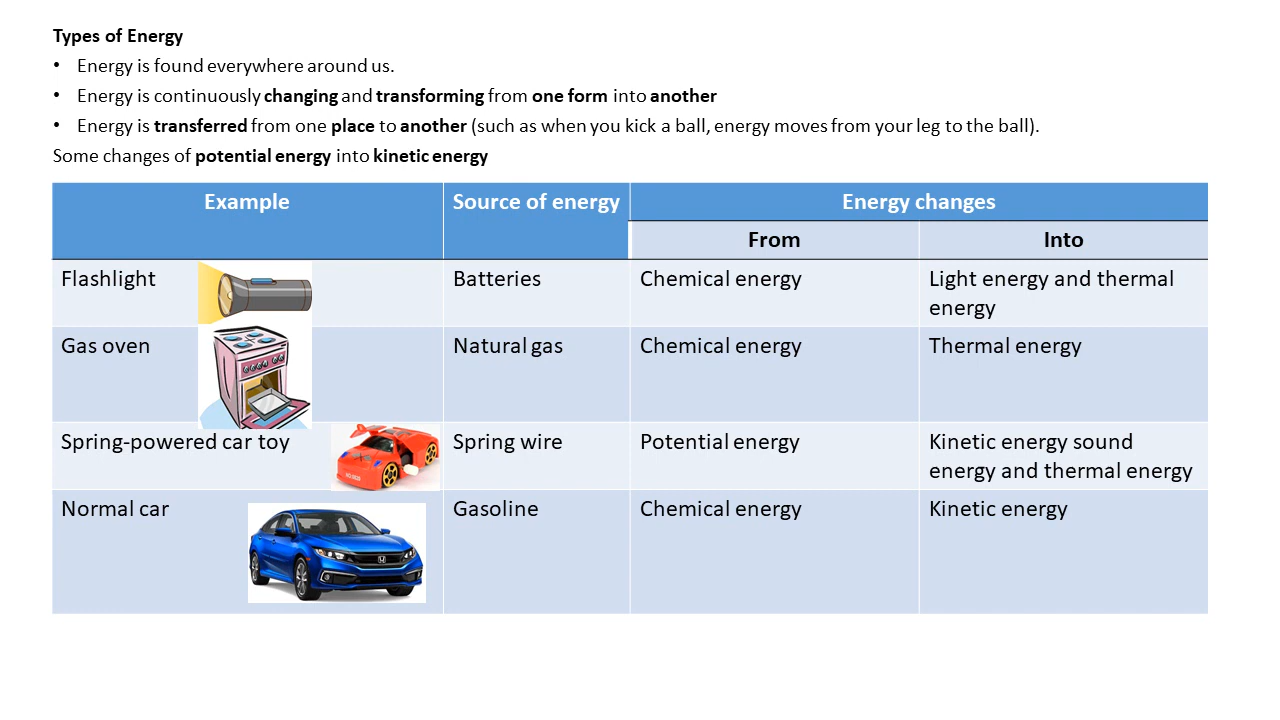 Types of Energy
• Energy is found everywhere around us.
• Energy is continuously changing and transforming from one form into another
• Energy is transferred from one place to another (such as when you kick a ball, energy moves from your leg to the ball).
Some changes of potential energy into kinetic energy
Example Source of energy Energy changes
From Into
Flashlight Batteries Chemical energy Light energy and thermal
energy
Gas oven Natural gas Chemical energy Thermal energy
Spring-powered car toy Spring wire Potential energy Kinetic energy sound
energy and thermal energy
Normal car Gasoline Chemical energy Kinetic energy